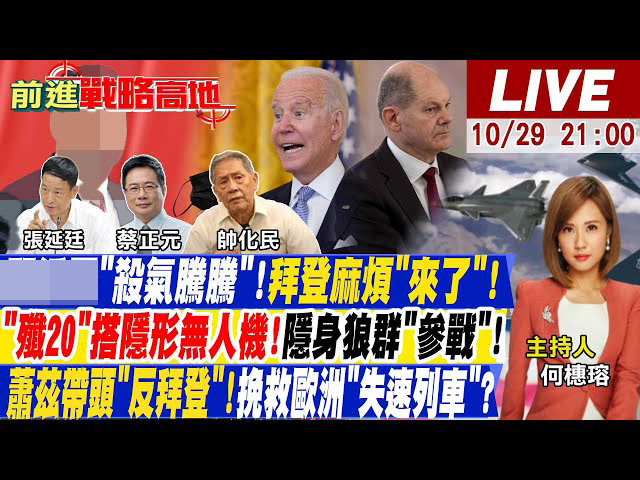 前進戰略高地
LIVE
10/29 21:00
張延廷
蔡正元
帥化民
"殺氣騰騰"!拜登麻煩"來了"!
"殲20"搭隱形無人機!隱身狼群"參戰"!
蕭茲帶頭"反拜登"!挽救歐洲"失速列車"?
主持人
何橞瑢